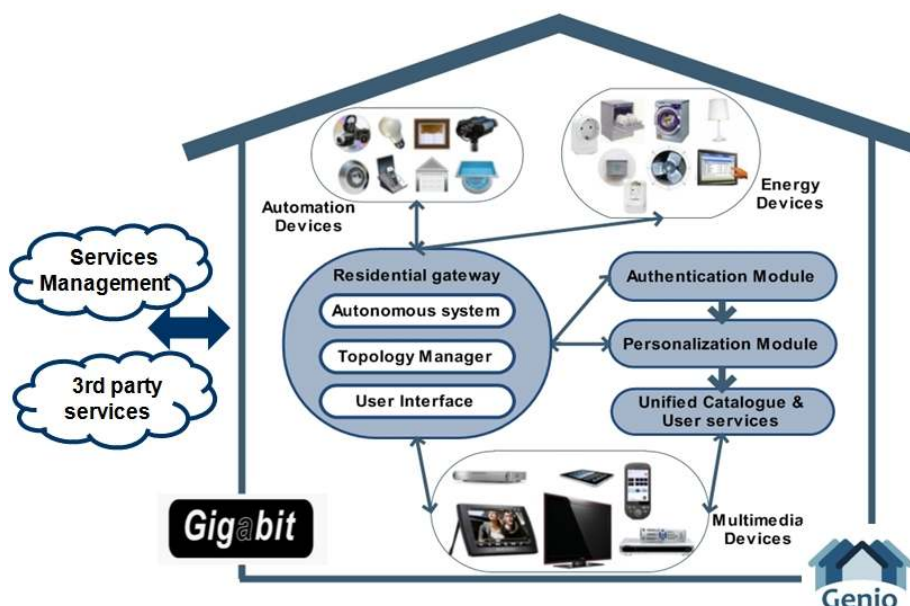 Automation
Devices
Energy
Devices
Services
Management
3rd party
services
Residential gateway
Autonomous system
Topology Manager
User Interface
Authentication Module
Personalization Module
Unified Catalogue &
User services
Multimedia
Devices
Gigabit
Genio